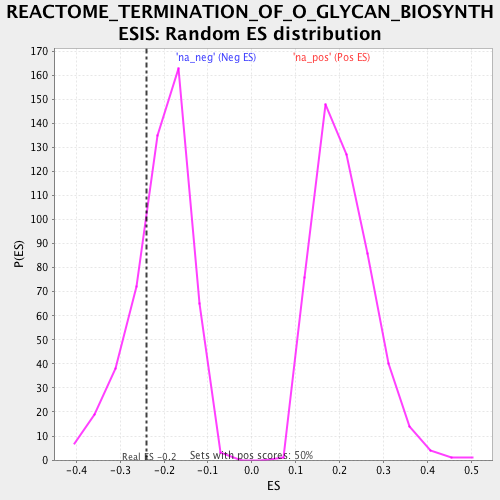 REACTOME_TERMINATION_OF_O_GLYCAN_BIOSYNTH
ESIS: Random ES distribution
'na_neg' (Neg ES) 'na_pos' (Pos ES)
170
160
150
140
130
120
110
100
90
80
70
60
50
40
30
20
10
0
P(ES)
Real ES -0.2 Sets with pos scores: 50%
-0.4 -0.3 -0.2 -0.1 0.0 0.1 0.2 0.3 0.4 0.5
ES